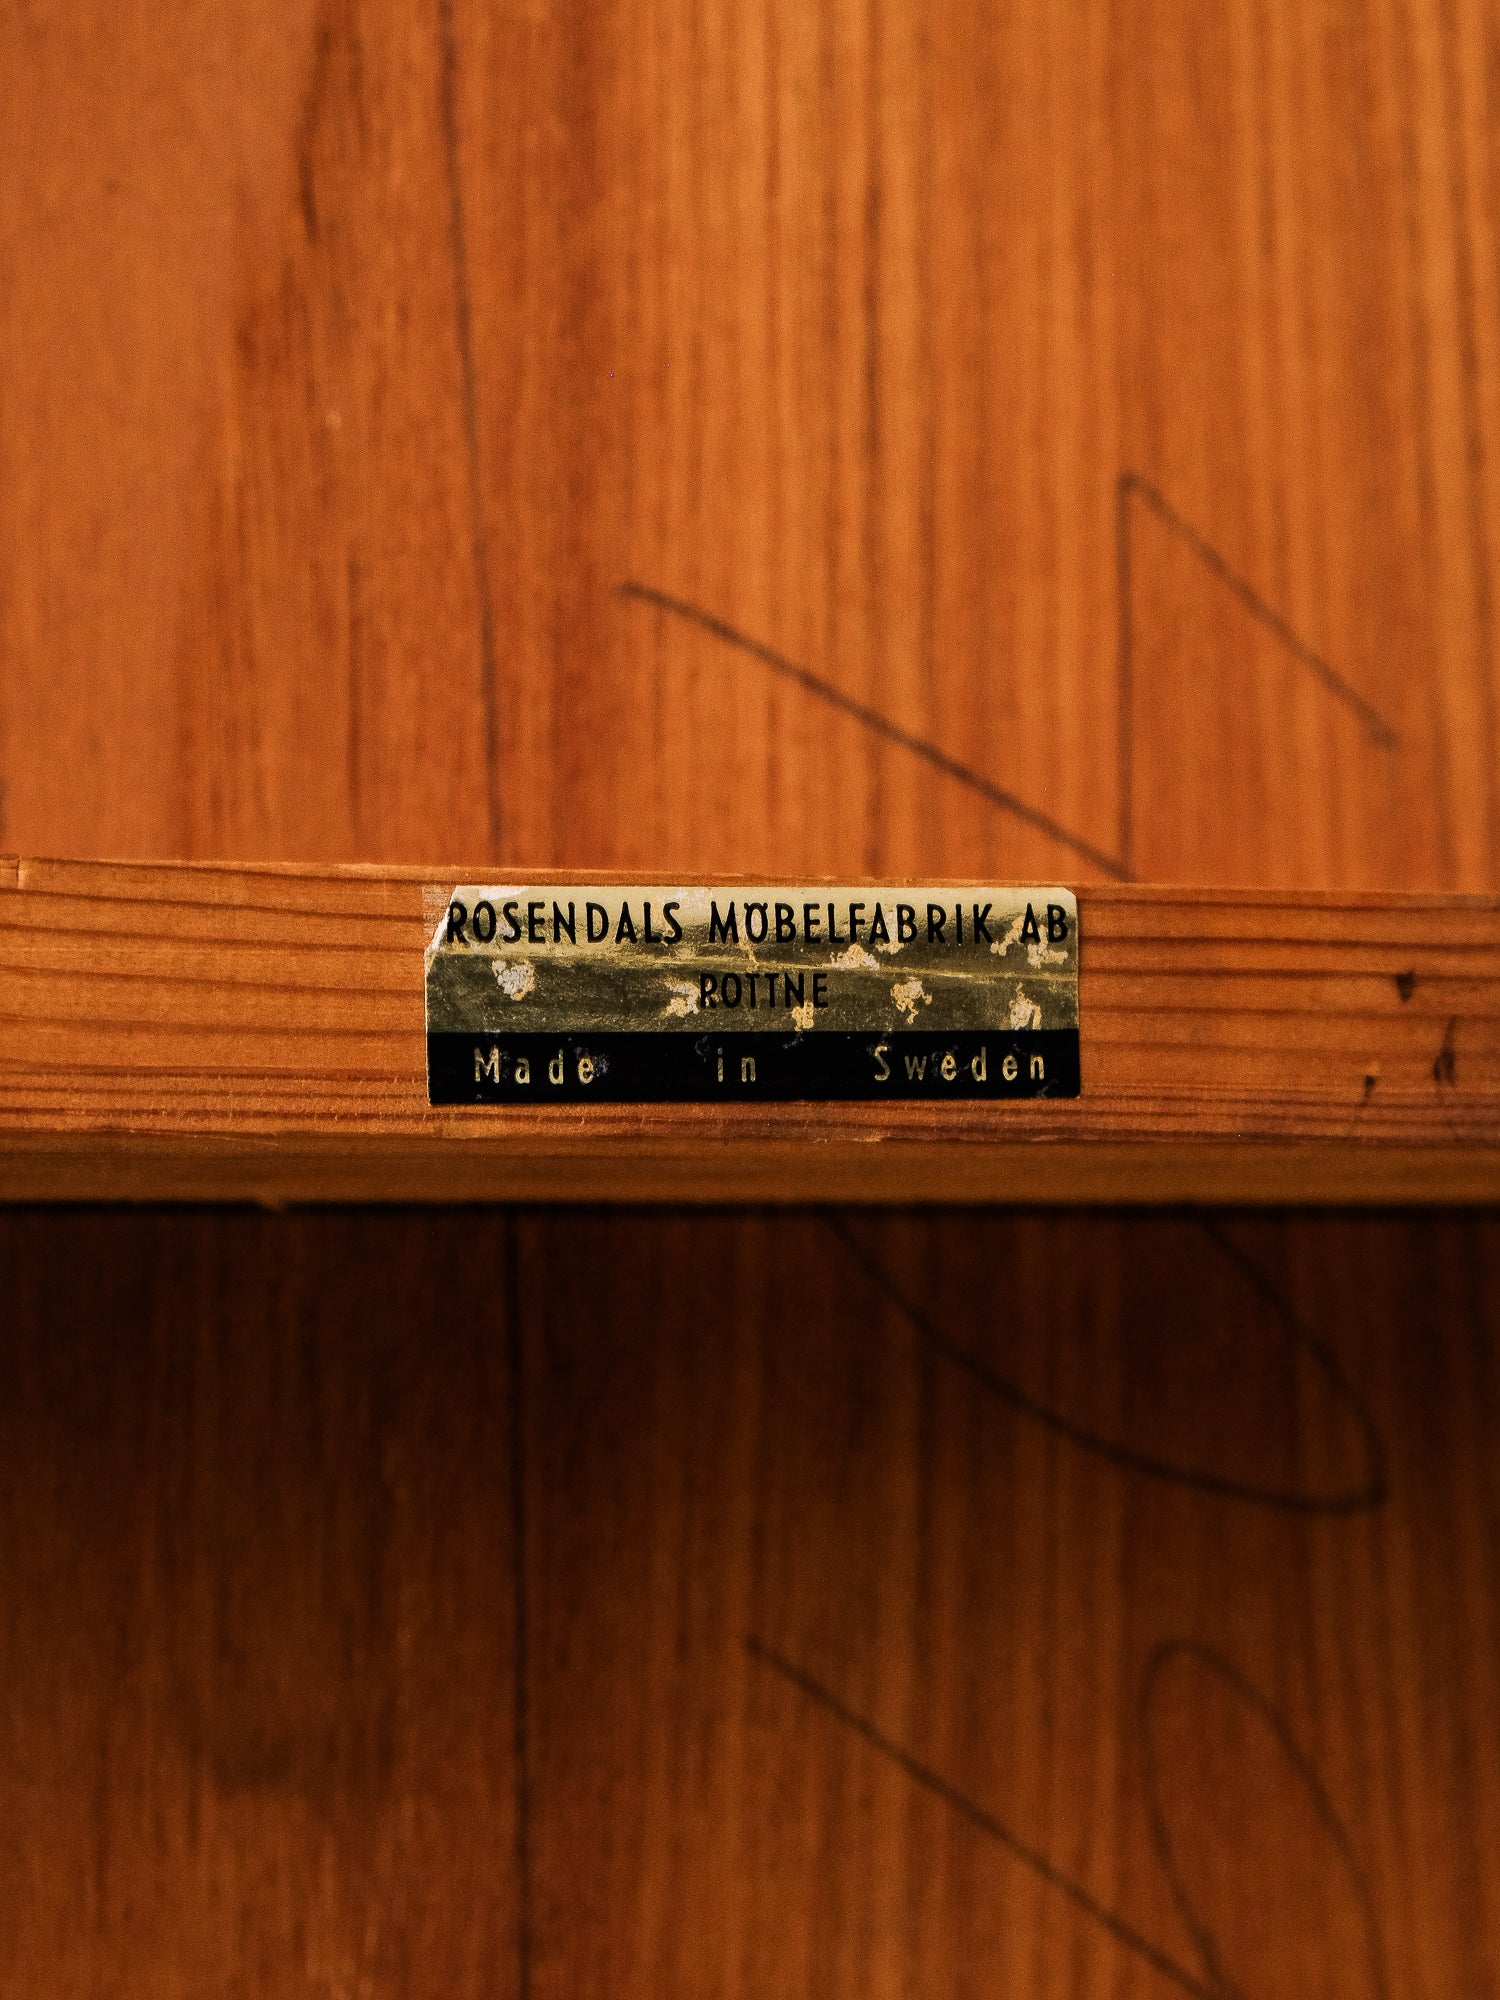 ROSENDALS MÖBELFABRIK AB
ROTTNE
Made in Sweden